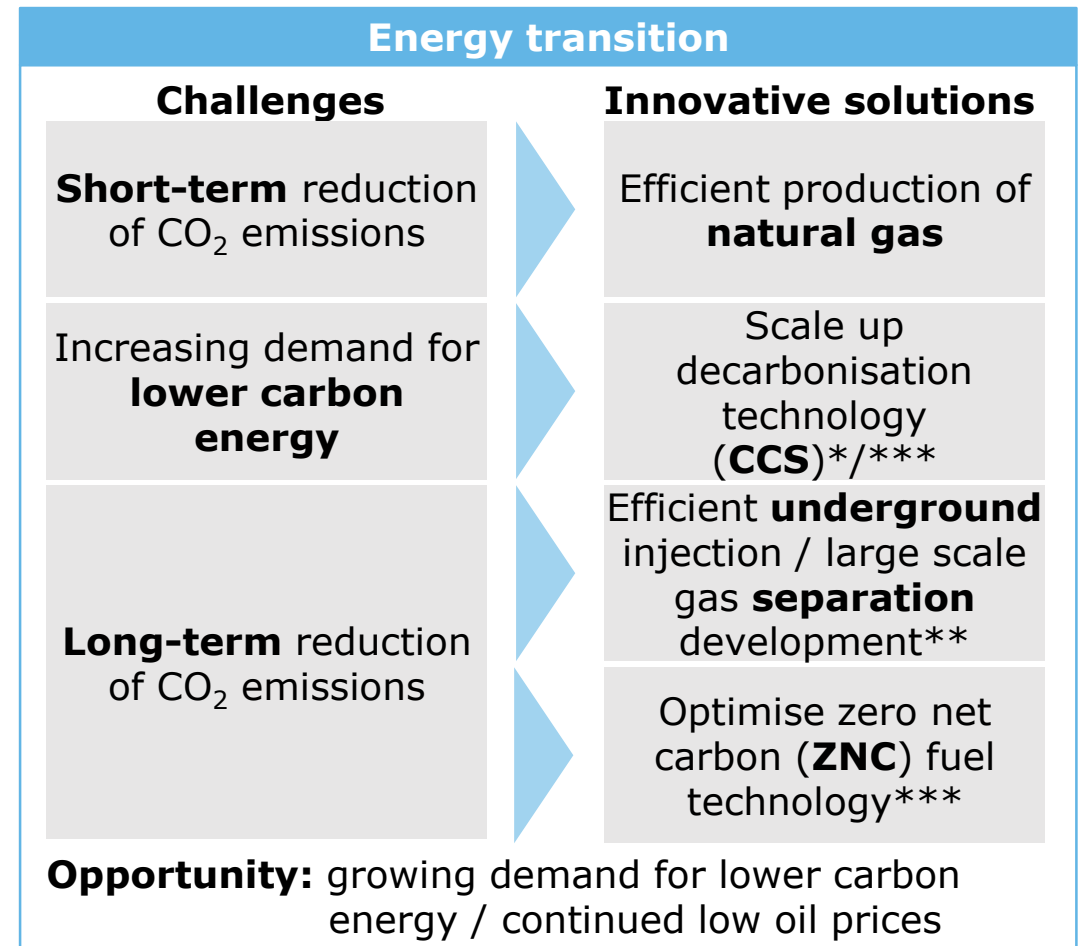 Energy transition
Challenges
Innovative solutions
Short-term reduction
of CO₂ emissions
Efficient production of
natural gas
Increasing demand for
lower carbon
energy
Scale up
decarbonisation
technology
(CCS)*/***
Long-term reduction
of CO₂ emissions
Efficient underground
injection / large scale
gas separation
development**
Optimise zero net
carbon (ZNC) fuel
technology***
Opportunity: growing demand for lower carbon
energy / continued low oil prices